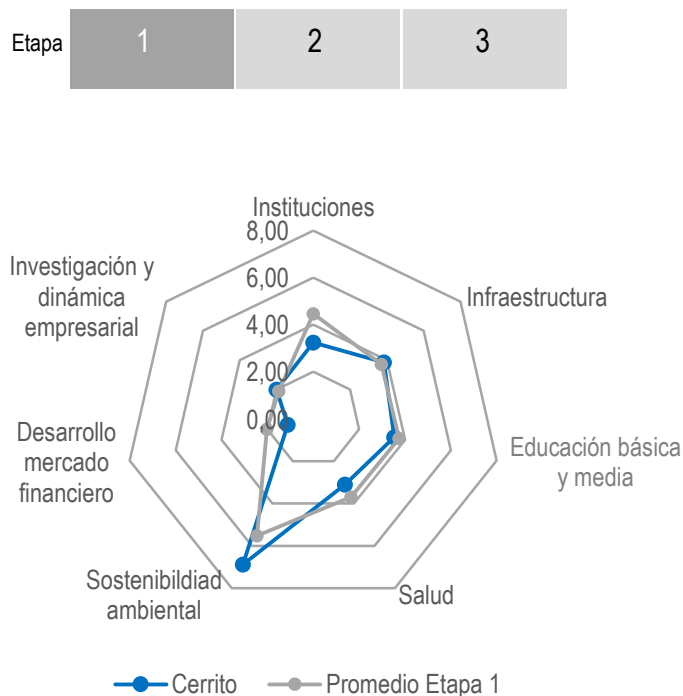 Etapa 1 2 3
Instituciones
8,00
6,00
4,00
2,00
0,00
Investigación y
dinámica
empresarial
Infraestructura
Desarrollo
mercado
financiero
Educación básica
y media
Sostenibildiad
ambiental
Salud
Cerrito Promedio Etapa 1